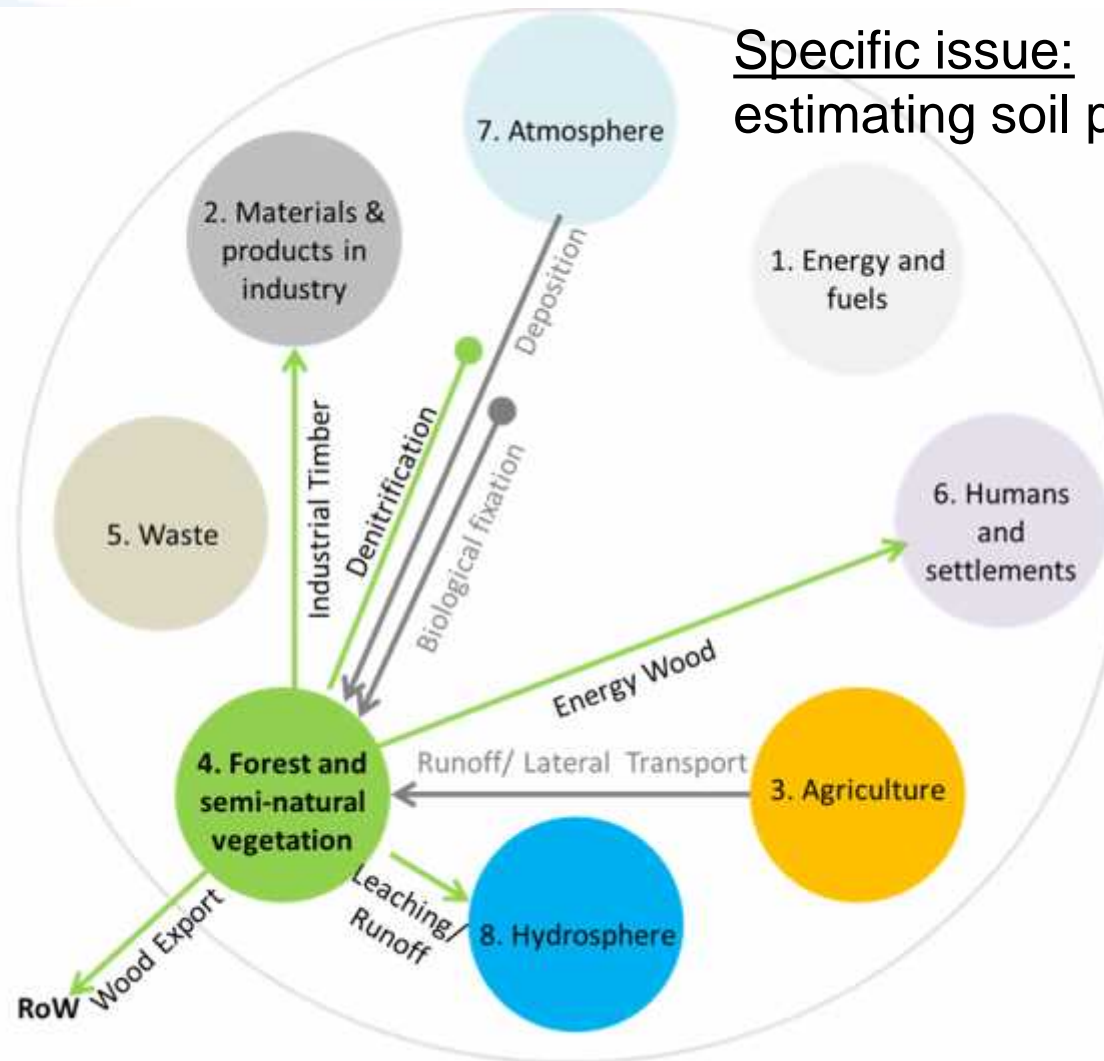 Specific issue:
estimating soil p
7. Atmosphere
2. Materials &
products in
industry
1. Energy and
fuels
Deposition
Denitrification
Industrial Timber
Biological fixation
5. Waste
6. Humans
and
settlements
Energy Wood
4. Forest and
semi-natural
vegetation
Runoff/ Lateral Transport
3. Agriculture
Leaching/
Runoff
8. Hydrosphere
Wood Export
RoW